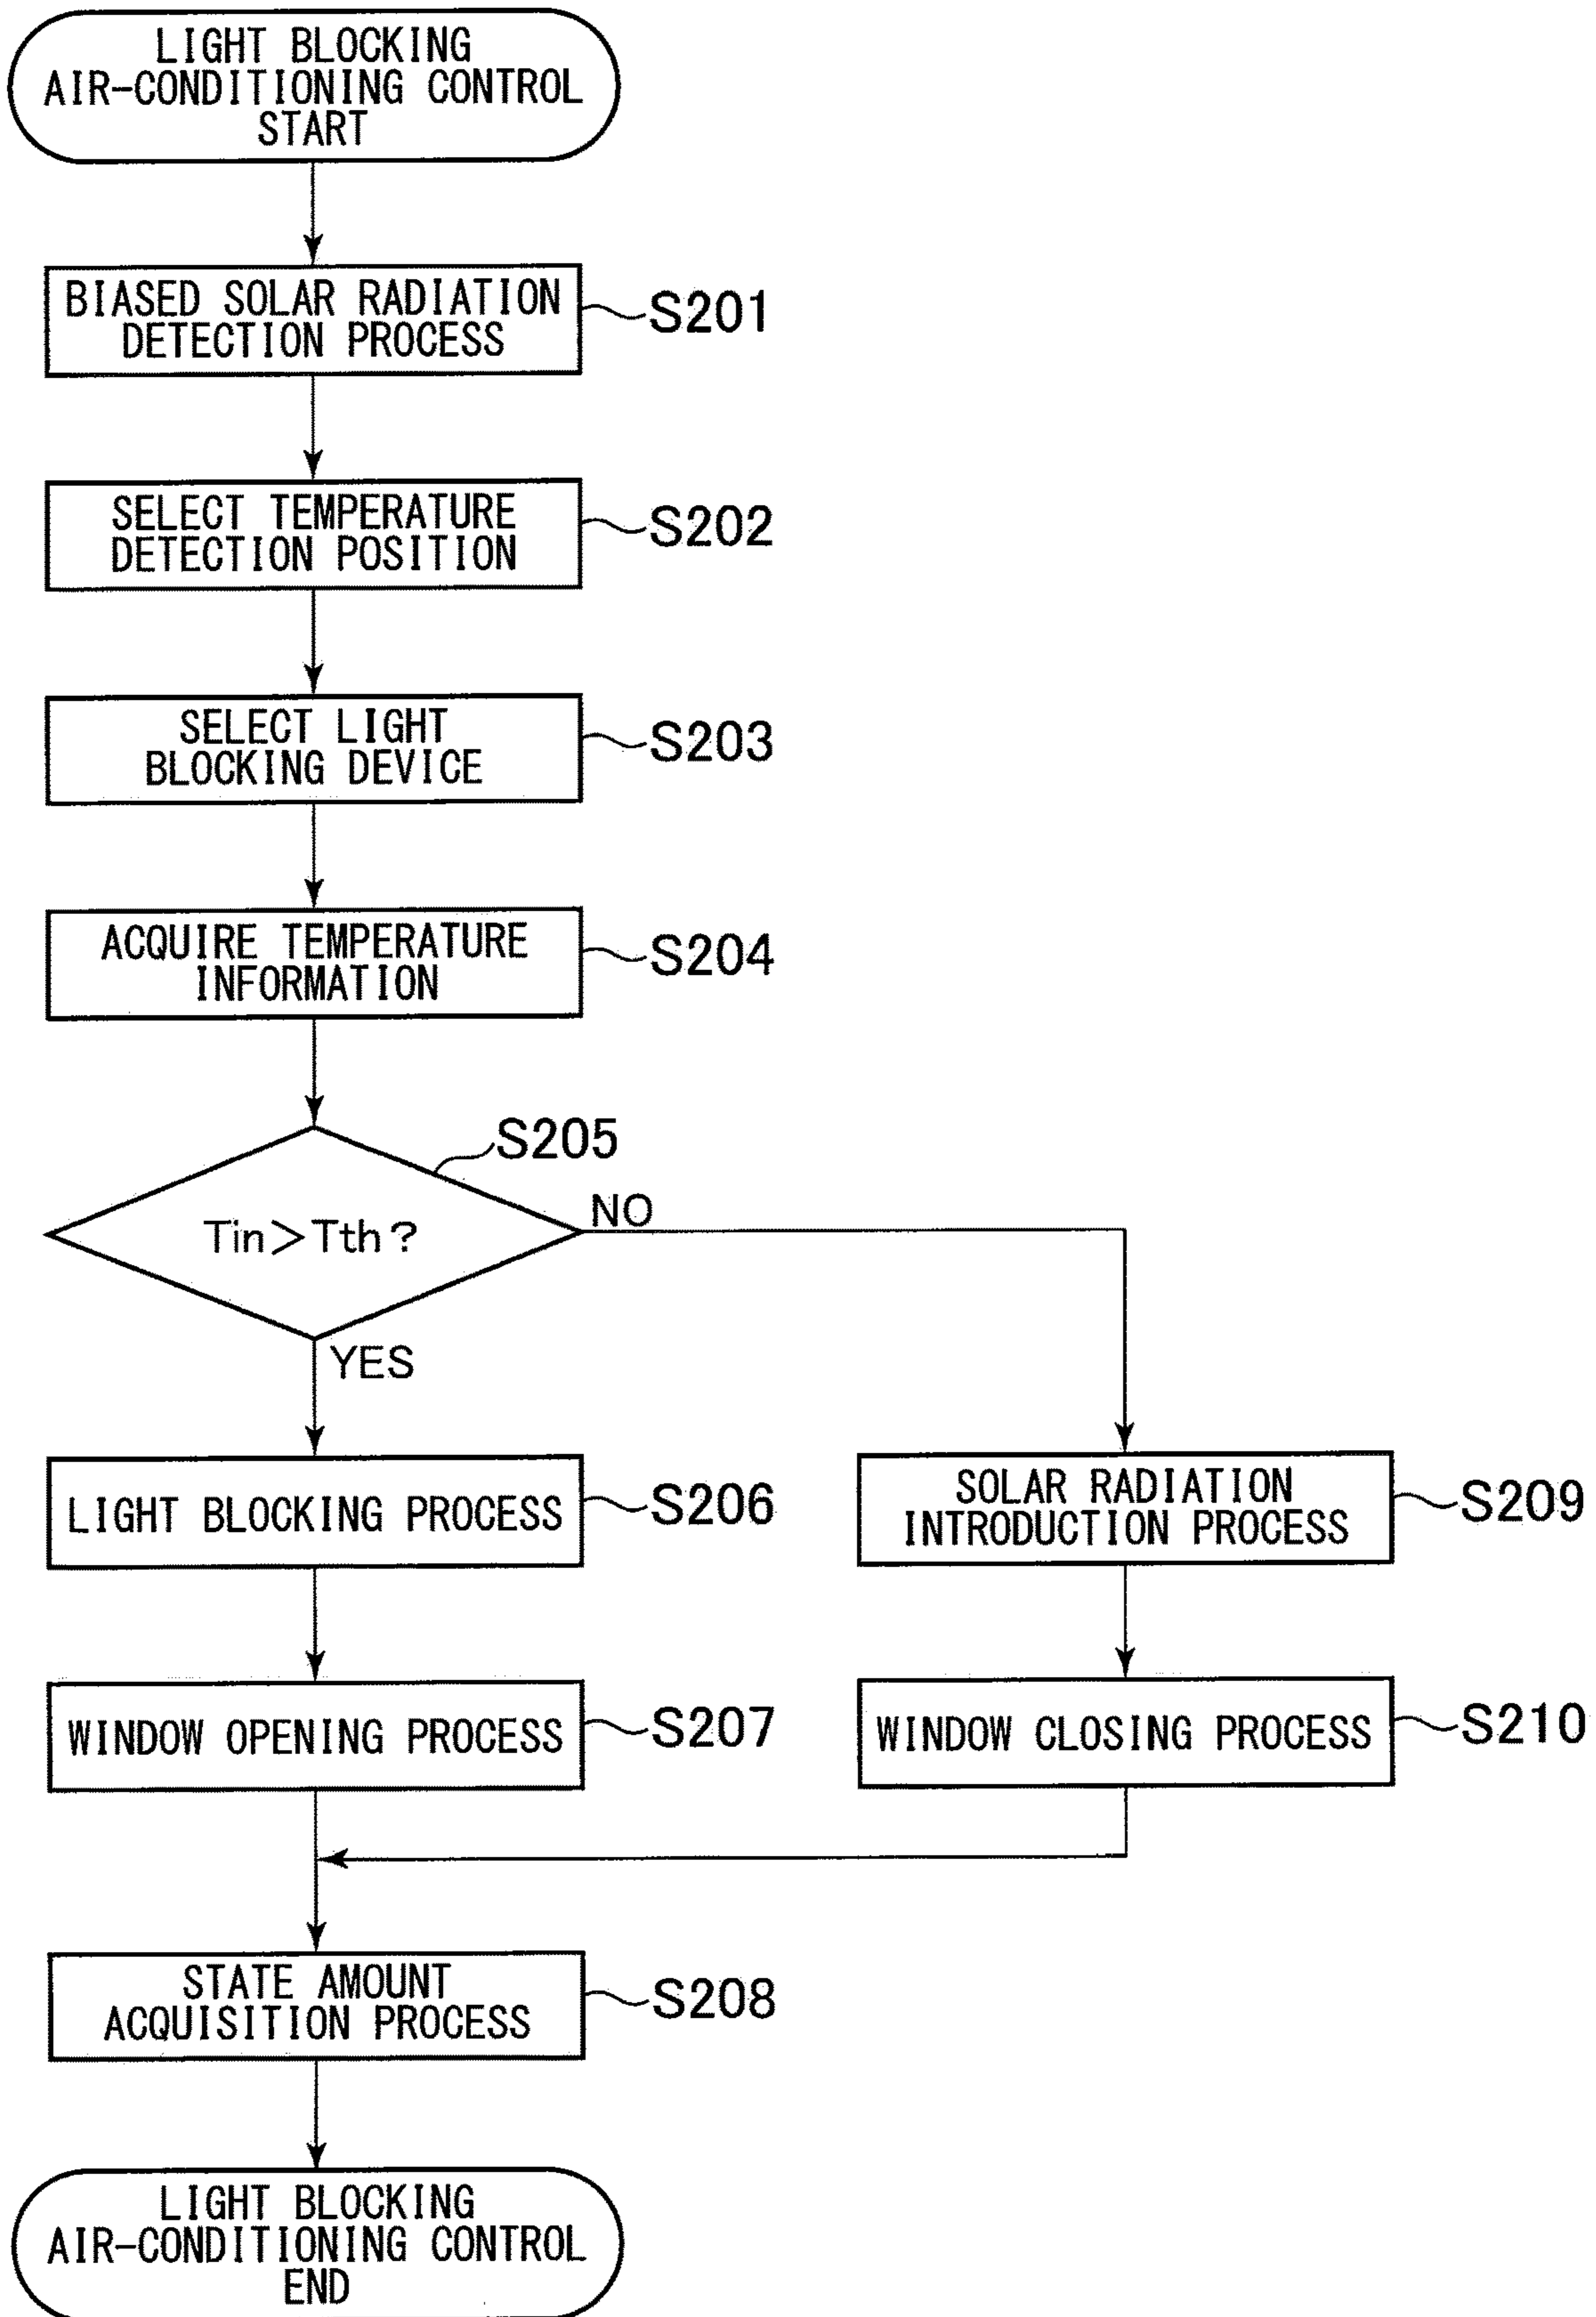 LIGHT BLOCKING
AIR-CONDITIONING CONTROL
START
BIASED SOLAR RADIATION
DETECTION PROCESS
S201
SELECT TEMPERATURE
DETECTION POSITION
S202
SELECT LIGHT
BLOCKING DEVICE
S203
ACQUIRE TEMPERATURE
INFORMATION
S204
S205
Tin>Tth?
NO
YES
LIGHT BLOCKING PROCESS
S206
SOLAR RADIATION
INTRODUCTION PROCESS
S209
WINDOW OPENING PROCESS
S207
WINDOW CLOSING PROCESS
S210
STATE AMOUNT
ACQUISITION PROCESS
S208
LIGHT BLOCKING
AIR-CONDITIONING CONTROL
END